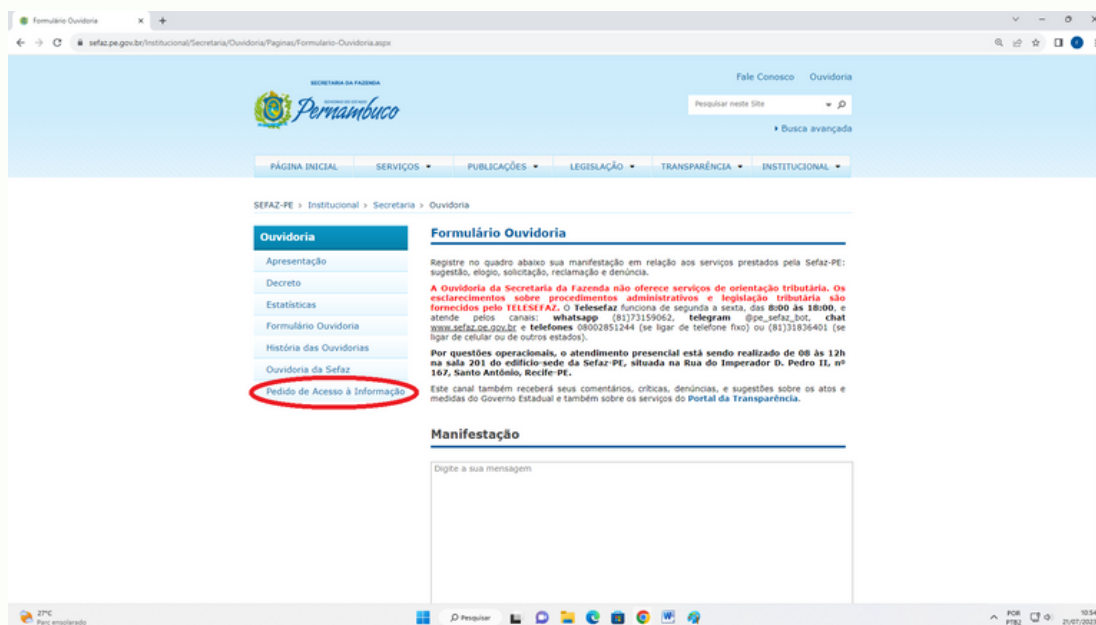 Formulário Ouvidoria
sefaz.pe.gov.br/Institucional/Secretaria/Ouvidoria/Paginas/Formulario-Ouvidoria.aspx
SECRETARIA DA FAZENDA
GOVERNO DO ESTADO
Pernambuco
Fale Conosco Ouvidoria
Pesquisar neste Site
Busca avançada
PÁGINA INICIAL SERVIÇOS PUBLICAÇÕES LEGISLAÇÃO TRANSPARÊNCIA INSTITUCIONAL
SEFAZ-PE > Institucional > Secretaria > Ouvidoria
Ouvidoria
Apresentação
Decreto
Estatísticas
Formulário Ouvidoria
História das Ouvidorias
Ouvidoria da Sefaz
Pedido de Acesso à Informação
Formulário Ouvidoria
Registre no quadro abaixo sua manifestação em relação aos serviços prestados pela Sefaz-PE:
sugestão, elogio, solicitação, reclamação e denúncia.
A Ouvidoria da Secretaria da Fazenda não oferece serviços de orientação tributária. Os
esclarecimentos sobre procedimentos administrativos e legislação tributária são
fornecidos pelo TELESEFAZ. O Telesefaz funciona de segunda a sexta, das 8:00 às 18:00, e
atende pelos canais: whatsapp (81)73159062, telegram @pe_sefaz_bot, chat
www.sefaz.pe.gov.br e telefones 08002851244 (se ligar de telefone fixo) ou (81)31836401 (se
ligar de celular ou de outros estados).
Por questões operacionais, o atendimento presencial está sendo realizado de 08 às 12h
na sala 201 do edifício-sede da Sefaz-PE, situada na Rua do Imperador D. Pedro II, nº
167, Santo Antônio, Recife-PE.
Este canal também receberá seus comentários, críticas, denúncias, e sugestões sobre os atos e
medidas do Governo Estadual e também sobre os serviços do Portal da Transparência.
Manifestação
Digite a sua mensagem
27°C
Parc ensolarado
Pesquisar
POR
PTB2
10:54
21/07/2023